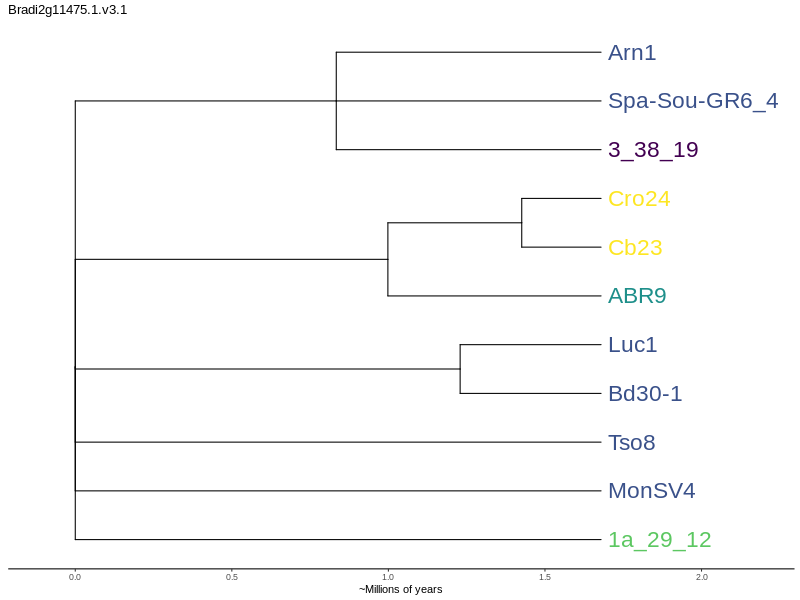 Bradi2g11475.1.v3.1
Arn1
Spa-Sou-GR6_4
3_38_19
Cro24
Cb23
ABR9
Luc1
Bd30-1
Tso8
MonSV4
1a_29_12
0.0 0.5 1.0 1.5 2.0
~Millions of years